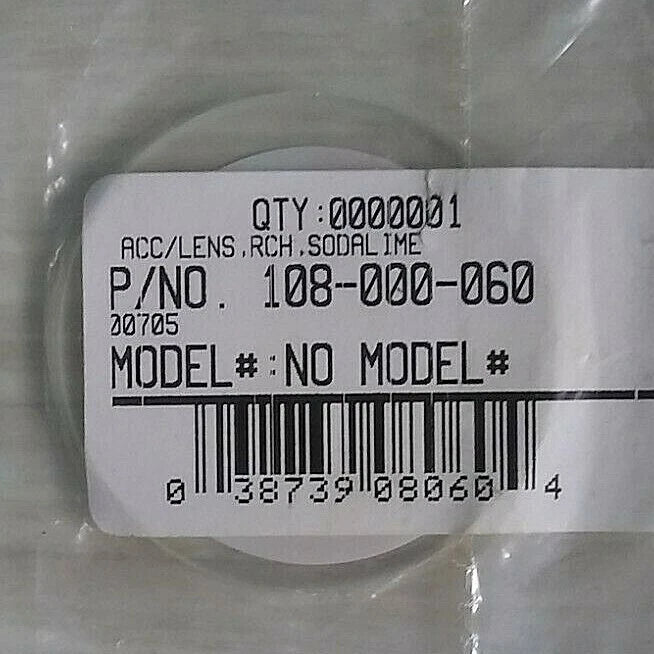 QTY:0000001
ACC/LENS,RCH,SODALIME
P/NO. 108-000-060
00705
MODEL#:NO MODEL#
0 38739 08060 4